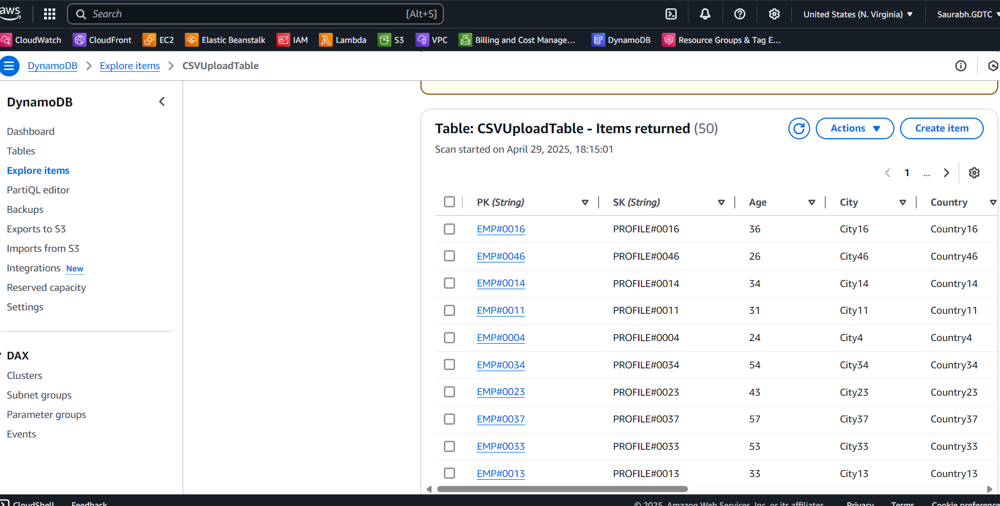 aws
Search [Alt+S] United States (N. Virginia) Saurabh.GDTC
CloudWatch CloudFront EC2 Elastic Beanstalk IAM Lambda S3 VPC Billing and Cost Manage... DynamoDB Resource Groups & Tag E...
DynamoDB Explore items CSVUploadTable
DynamoDB
Dashboard
Tables
Explore items
PartiQL editor
Backups
Exports to S3
Imports from S3
Integrations New
Reserved capacity
Settings
DAX
Clusters
Subnet groups
Parameter groups
Events
Table: CSVUploadTable - Items returned (50)
Actions Create item
Scan started on April 29, 2025, 18:15:01
1 ...
PK (String) SK (String) Age City Country
EMP#0016 PROFILE#0016 36 City16 Country16
EMP#0046 PROFILE#0046 26 City46 Country46
EMP#0014 PROFILE#0014 34 City14 Country14
EMP#0011 PROFILE#0011 31 City11 Country11
EMP#0004 PROFILE#0004 24 City4 Country4
EMP#0034 PROFILE#0034 54 City34 Country34
EMP#0023 PROFILE#0023 43 City23 Country23
EMP#0037 PROFILE#0037 57 City37 Country37
EMP#0033 PROFILE#0033 53 City33 Country33
EMP#0013 PROFILE#0013 33 City13 Country13
CloudShell Feedback © 2025, Amazon Web Services, Inc. or its affiliates. Privacy Terms Cookie preferenc